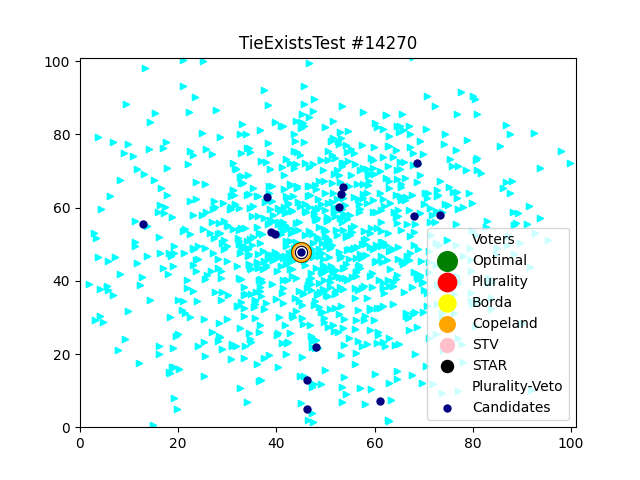 TieExistsTest #14270
100
80
60
40
20
0
0 20 40 60 80 100
Voters
Optimal
Plurality
Borda
Copeland
STV
STAR
Plurality-Veto
Candidates